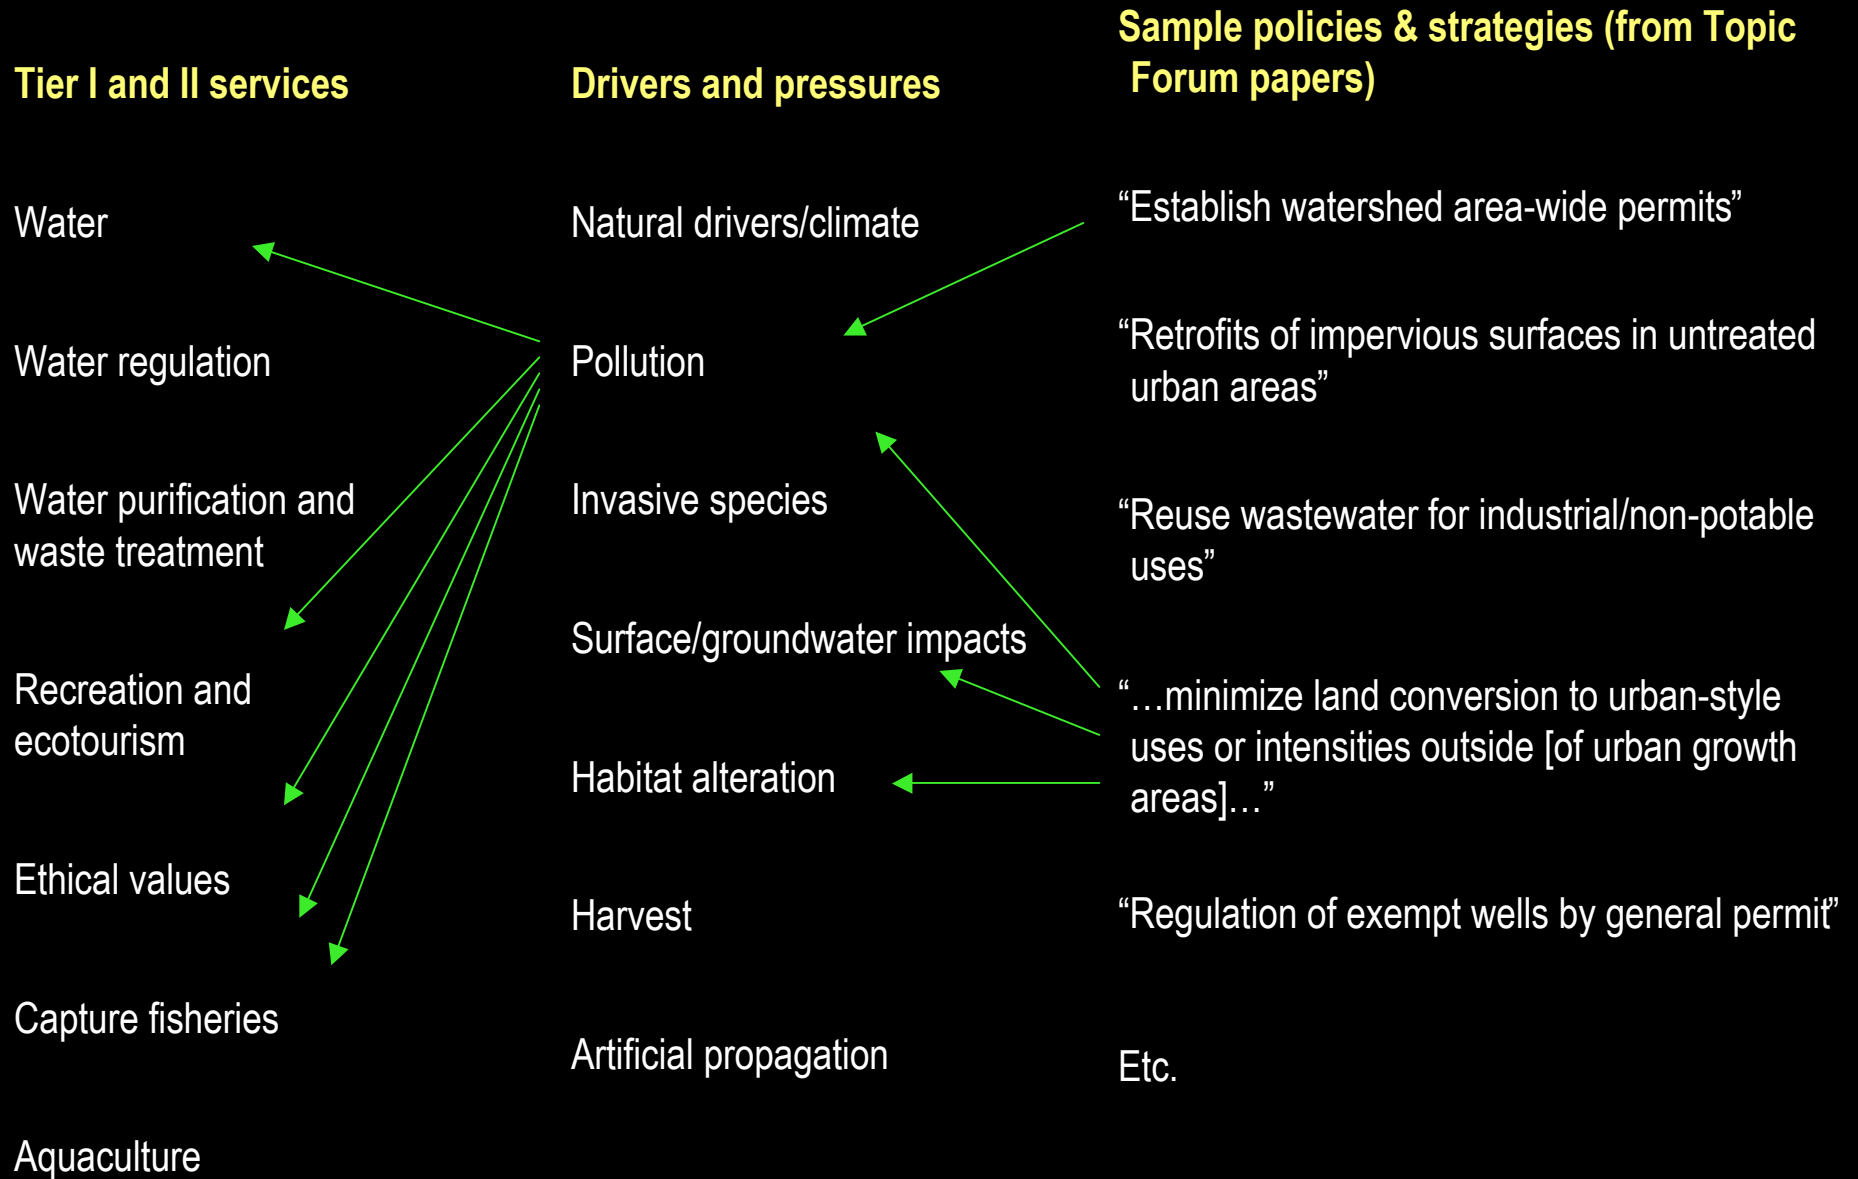 Tier I and II services
Water
Water regulation
Water purification and
waste treatment
Recreation and
ecotourism
Ethical values
Capture fisheries
Aquaculture
Drivers and pressures
Natural drivers/climate
Pollution
Invasive species
Surface/groundwater impacts
Habitat alteration
Harvest
Artificial propagation
Sample policies & strategies (from Topic
Forum papers)
“Establish watershed area-wide permits”
“Retrofits of impervious surfaces in untreated
urban areas”
“Reuse wastewater for industrial/non-potable
uses”
“…minimize land conversion to urban-style
uses or intensities outside [of urban growth
areas]…”
“Regulation of exempt wells by general permit”
Etc.